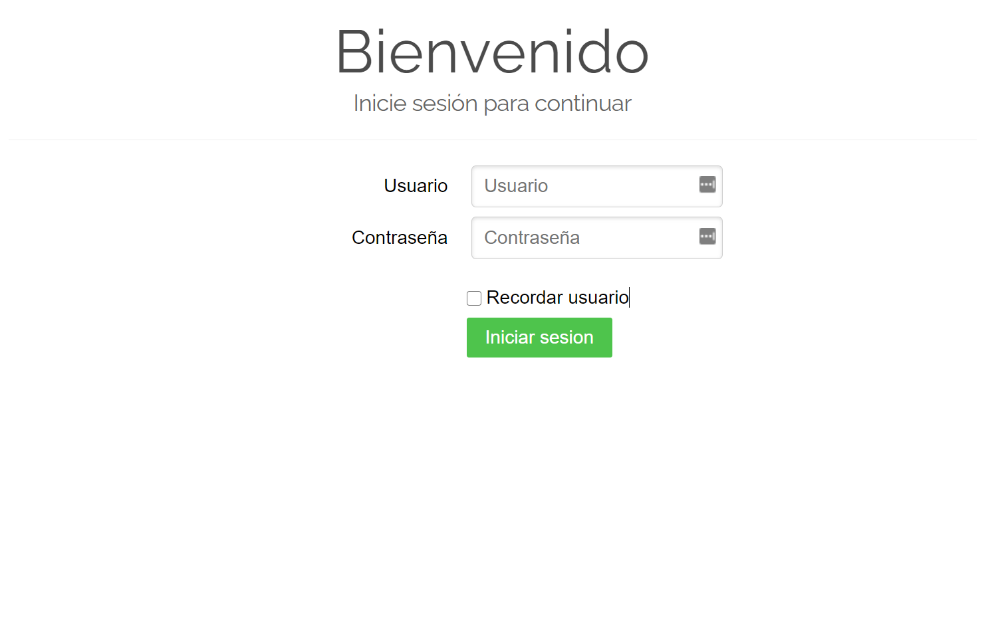 Bienvenido
Inicie sesión para continuar
Usuario Usuario
Contraseña Contraseña
Recordar usuario
Iniciar sesion